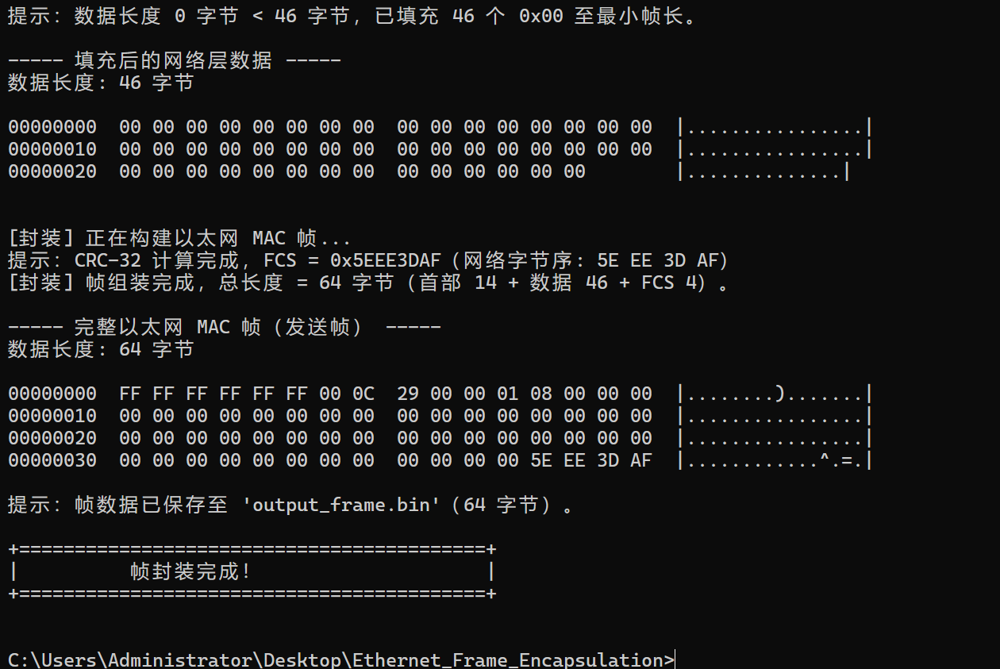 提示: 数据长度 0 字节 < 46 字节, 已填充 46 个 0x00 至最小帧长。
----- 填充后的网络层数据 -----
数据长度: 46 字节
00000000  00 00 00 00 00 00 00 00  00 00 00 00 00 00 00 00  |................|
00000010  00 00 00 00 00 00 00 00  00 00 00 00 00 00 00 00  |................|
00000020  00 00 00 00 00 00 00 00  00 00 00 00 00 00        |..............|
[封装] 正在构建以太网 MAC 帧...
提示: CRC-32 计算完成, FCS = 0x5EEE3DAF (网络字节序: 5E EE 3D AF)
[封装] 帧组装完成, 总长度 = 64 字节 (首部 14 + 数据 46 + FCS 4) 。
----- 完整以太网 MAC 帧 (发送帧) -----
数据长度: 64 字节
00000000  FF FF FF FF FF FF 00 0C  29 00 00 01 08 00 00 00  |........).......|
00000010  00 00 00 00 00 00 00 00  00 00 00 00 00 00 00 00  |................|
00000020  00 00 00 00 00 00 00 00  00 00 00 00 00 00 00 00  |................|
00000030  00 00 00 00 00 00 00 00  00 00 00 00 5E EE 3D AF  |............^.=.|
提示: 帧数据已保存至 'output_frame.bin' (64 字节) 。
+==========================================+
|           帧封装完成!                     |
+==========================================+
C:\Users\Administrator\Desktop\Ethernet_Frame_Encapsulation>